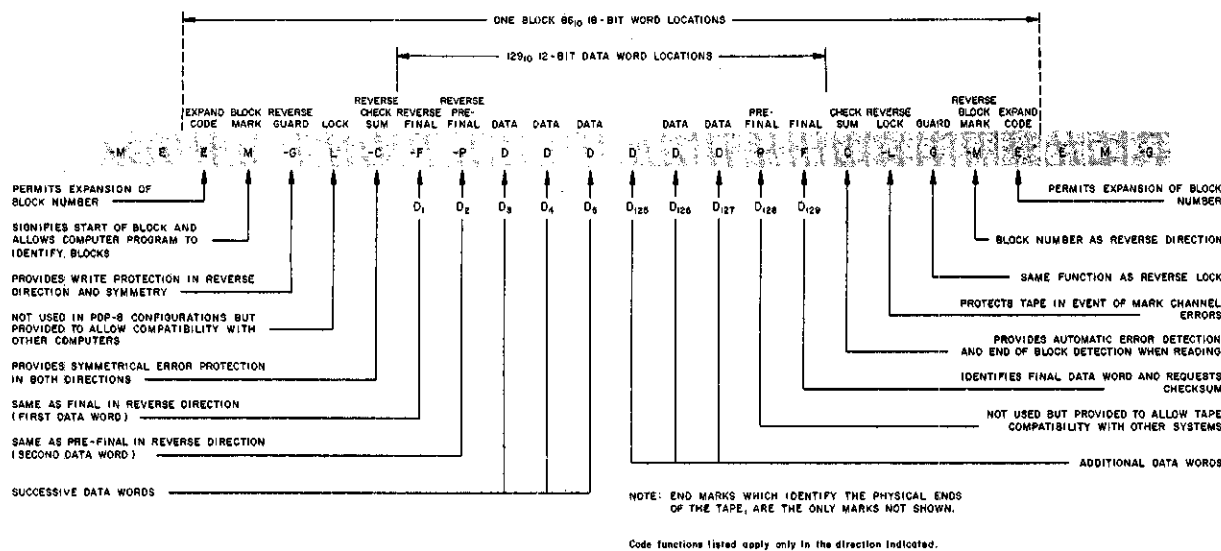 ONE BLOCK 86₁₀ 18-BIT WORD LOCATIONS
129₁₀ 12-BIT DATA WORD LOCATIONS
EXPAND CODE
BLOCK MARK
REVERSE GUARD
LOCK
REVERSE CHECK SUM
REVERSE FINAL
REVERSE PRE-FINAL
DATA
DATA
DATA
DATA
DATA
PRE-FINAL
FINAL
CHECK SUM
REVERSE LOCK
GUARD
REVERSE BLOCK MARK
EXPAND CODE
-M E E M -G L -C -F -P D D D D D D P F C -L G -M E E M -G
D₁ D₂ D₃ D₄ D₅ D₁₂₅ D₁₂₆ D₁₂₇ D₁₂₈ D₁₂₉
PERMITS EXPANSION OF
BLOCK NUMBER
SIGNIFIES START OF BLOCK AND
ALLOWS COMPUTER PROGRAM TO
IDENTIFY BLOCKS
PROVIDES WRITE PROTECTION IN REVERSE
DIRECTION AND SYMMETRY
NOT USED IN PDP-8 CONFIGURATIONS BUT
PROVIDED TO ALLOW COMPATIBILITY WITH
OTHER COMPUTERS
PROVIDES SYMMETRICAL ERROR PROTECTION
IN BOTH DIRECTIONS
SAME AS FINAL IN REVERSE DIRECTION
(FIRST DATA WORD)
SAME AS PRE-FINAL IN REVERSE DIRECTION
(SECOND DATA WORD)
SUCCESSIVE DATA WORDS
PERMITS EXPANSION OF BLOCK
NUMBER
BLOCK NUMBER AS REVERSE DIRECTION
SAME FUNCTION AS REVERSE LOCK
PROTECTS TAPE IN EVENT OF MARK CHANNEL
ERRORS
PROVIDES AUTOMATIC ERROR DETECTION
AND END OF BLOCK DETECTION WHEN READING
IDENTIFIES FINAL DATA WORD AND REQUESTS
CHECKSUM
NOT USED BUT PROVIDED TO ALLOW TAPE
COMPATIBILITY WITH OTHER SYSTEMS
ADDITIONAL DATA WORDS
NOTE: END MARKS WHICH IDENTIFY THE PHYSICAL ENDS
OF THE TAPE, ARE THE ONLY MARKS NOT SHOWN.
Code functions listed apply only in the direction indicated.